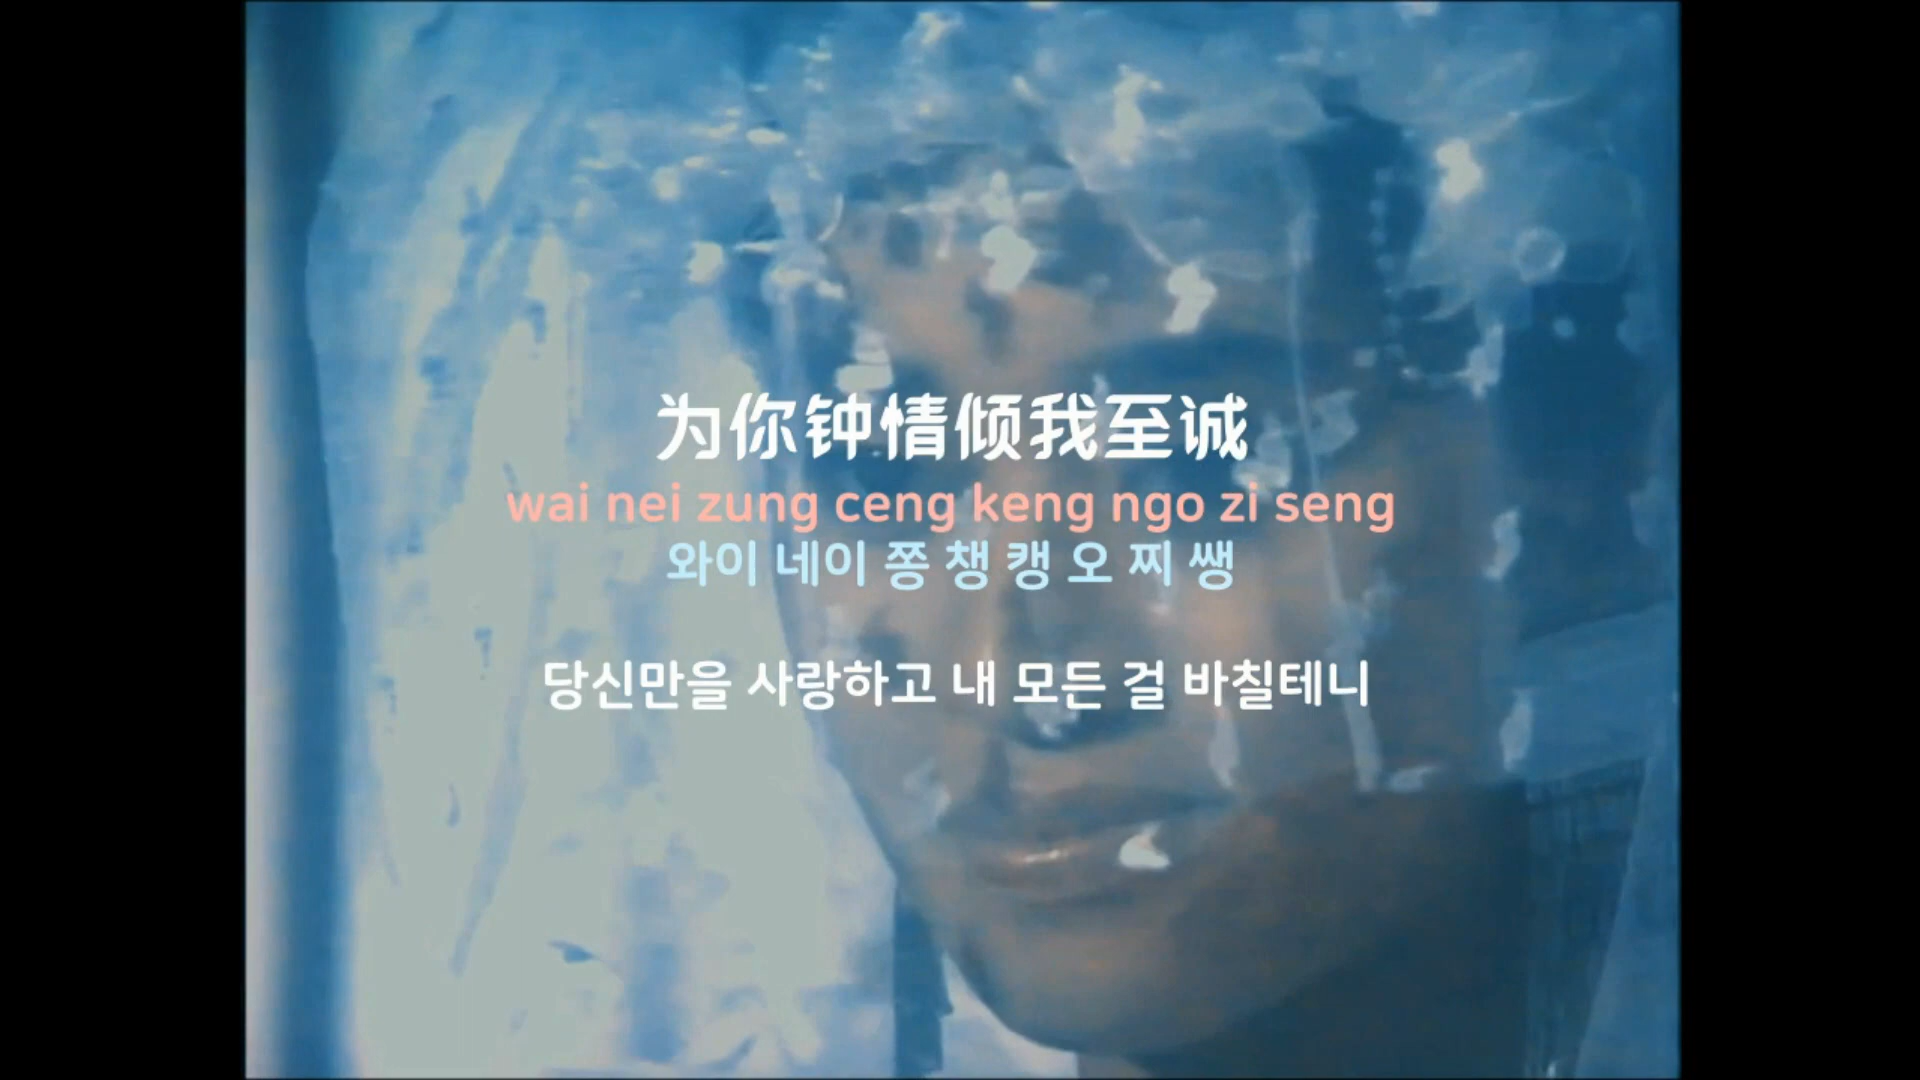 为你钟情倾我至诚
wai nei zung ceng keng ngo zi seng
와이 네이 쫑 챙 캥 오 찌 쌩
당신만을 사랑하고 내 모든 걸 바칠테니